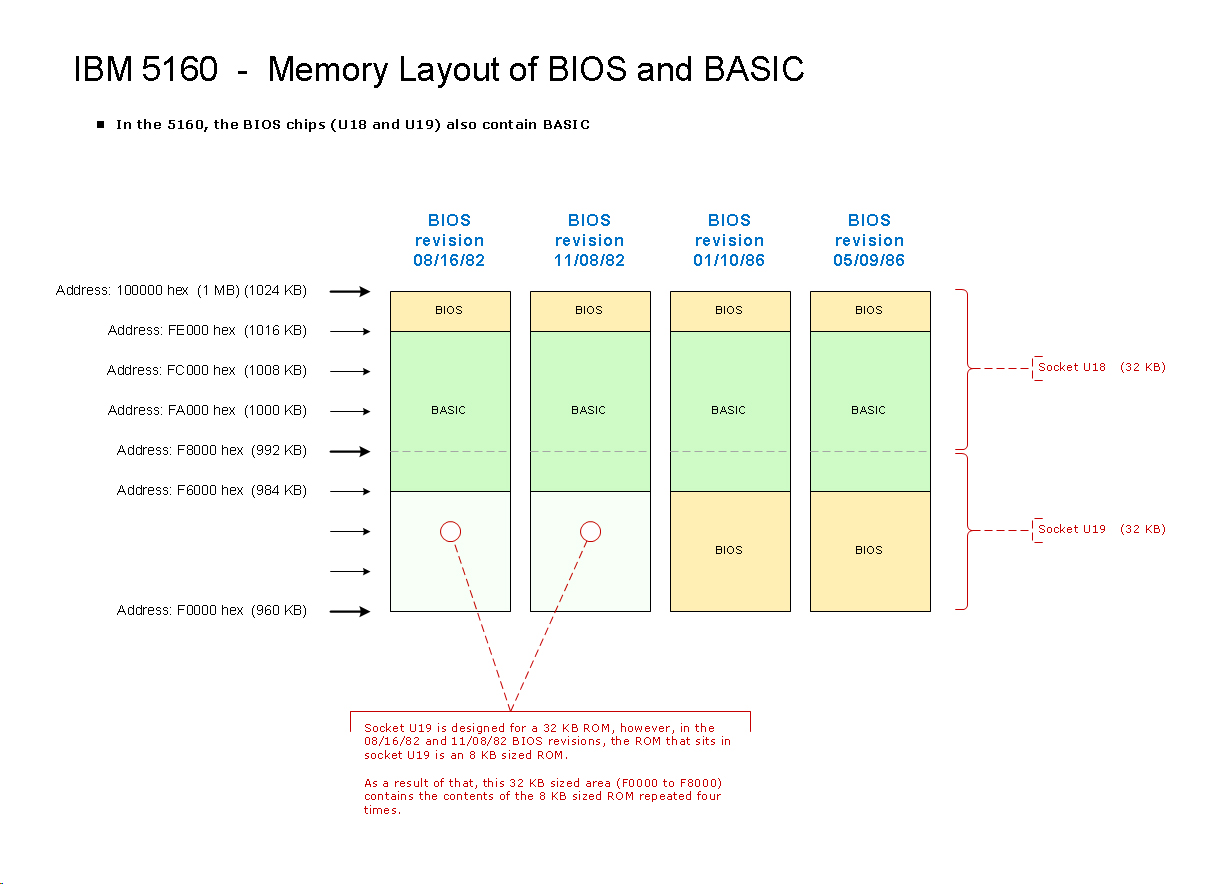 IBM 5160 - Memory Layout of BIOS and BASIC
■ In the 5160, the BIOS chips (U18 and U19) also contain BASIC
BIOS revision 08/16/82
BIOS revision 11/08/82
BIOS revision 01/10/86
BIOS revision 05/09/86
Address: 100000 hex (1 MB) (1024 KB)
BIOS BIOS BIOS BIOS
Address: FE000 hex (1016 KB)
Address: FC000 hex (1008 KB)
Socket U18 (32 KB)
Address: FA000 hex (1000 KB)
BASIC BASIC BASIC BASIC
Address: F8000 hex (992 KB)
Address: F6000 hex (984 KB)
Socket U19 (32 KB)
BIOS BIOS
Address: F0000 hex (960 KB)
Socket U19 is designed for a 32 KB ROM, however, in the
08/16/82 and 11/08/82 BIOS revisions, the ROM that sits in
socket U19 is an 8 KB sized ROM.
As a result of that, this 32 KB sized area (F0000 to F8000)
contains the contents of the 8 KB sized ROM repeated four
times.